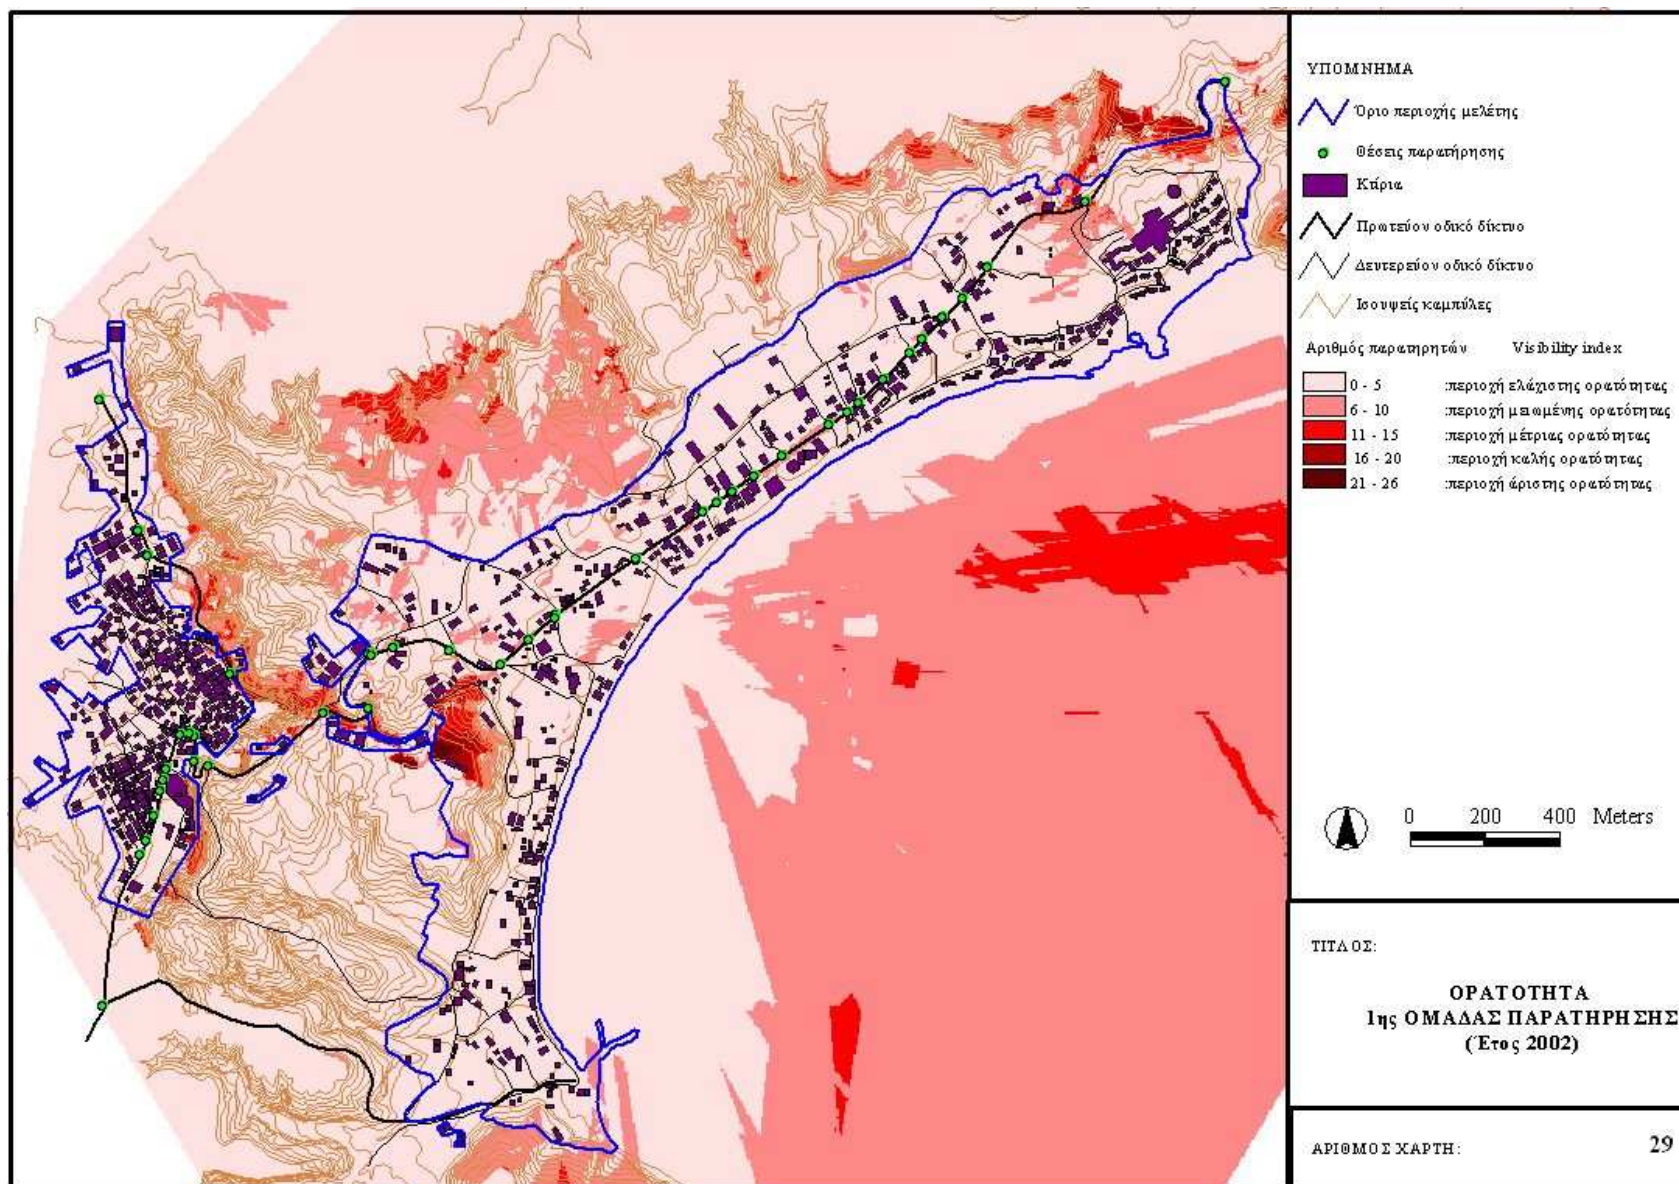 ΥΠΟΜΝΗΜΑ
Όριο περιοχής μελέτης
Θέσεις παρατήρησης
Κτίρια
Πρωτεύον οδικό δίκτυο
Δευτερεύον οδικό δίκτυο
Ισοϋψείς καμπύλες
Αριθμός παρατηρητών Visibility index
0 - 5 :περιοχή ελάχιστης ορατότητας
6 - 10 :περιοχή μειωμένης ορατότητας
11 - 15 :περιοχή μέτριας ορατότητας
16 - 20 :περιοχή καλής ορατότητας
21 - 26 :περιοχή άριστης ορατότητας
0 200 400 Meters
ΤΙΤΛΟΣ:
ΟΡΑΤΟΤΗΤΑ
1ης ΟΜΑΔΑΣ ΠΑΡΑΤΗΡΗΣΗΣ
(Έτος 2002)
ΑΡΙΘΜΟΣ ΧΑΡΤΗ: 29